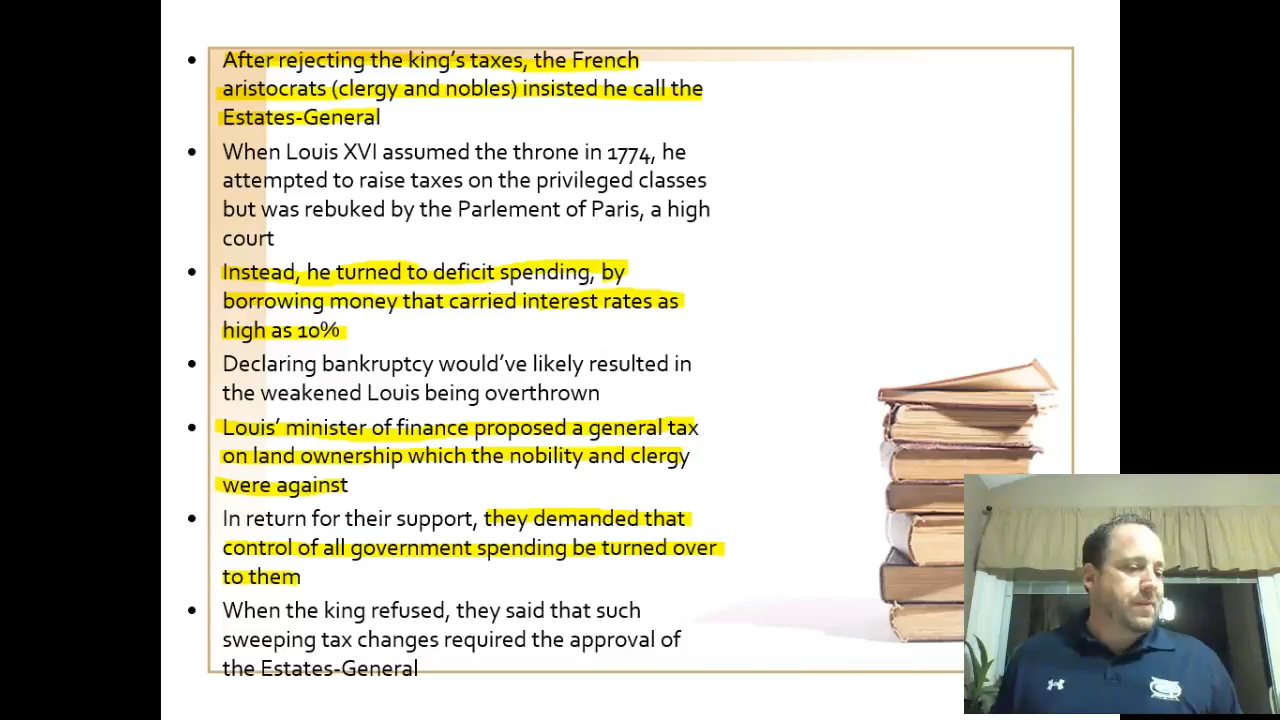 • After rejecting the king's taxes, the French
aristocrats (clergy and nobles) insisted he call the
Estates-General
• When Louis XVI assumed the throne in 1774, he
attempted to raise taxes on the privileged classes
but was rebuked by the Parlement of Paris, a high
court
• Instead, he turned to deficit spending, by
borrowing money that carried interest rates as
high as 10%
• Declaring bankruptcy would've likely resulted in
the weakened Louis being overthrown
• Louis' minister of finance proposed a general tax
on land ownership which the nobility and clergy
were against
• In return for their support, they demanded that
control of all government spending be turned over
to them
• When the king refused, they said that such
sweeping tax changes required the approval of
the Estates-General